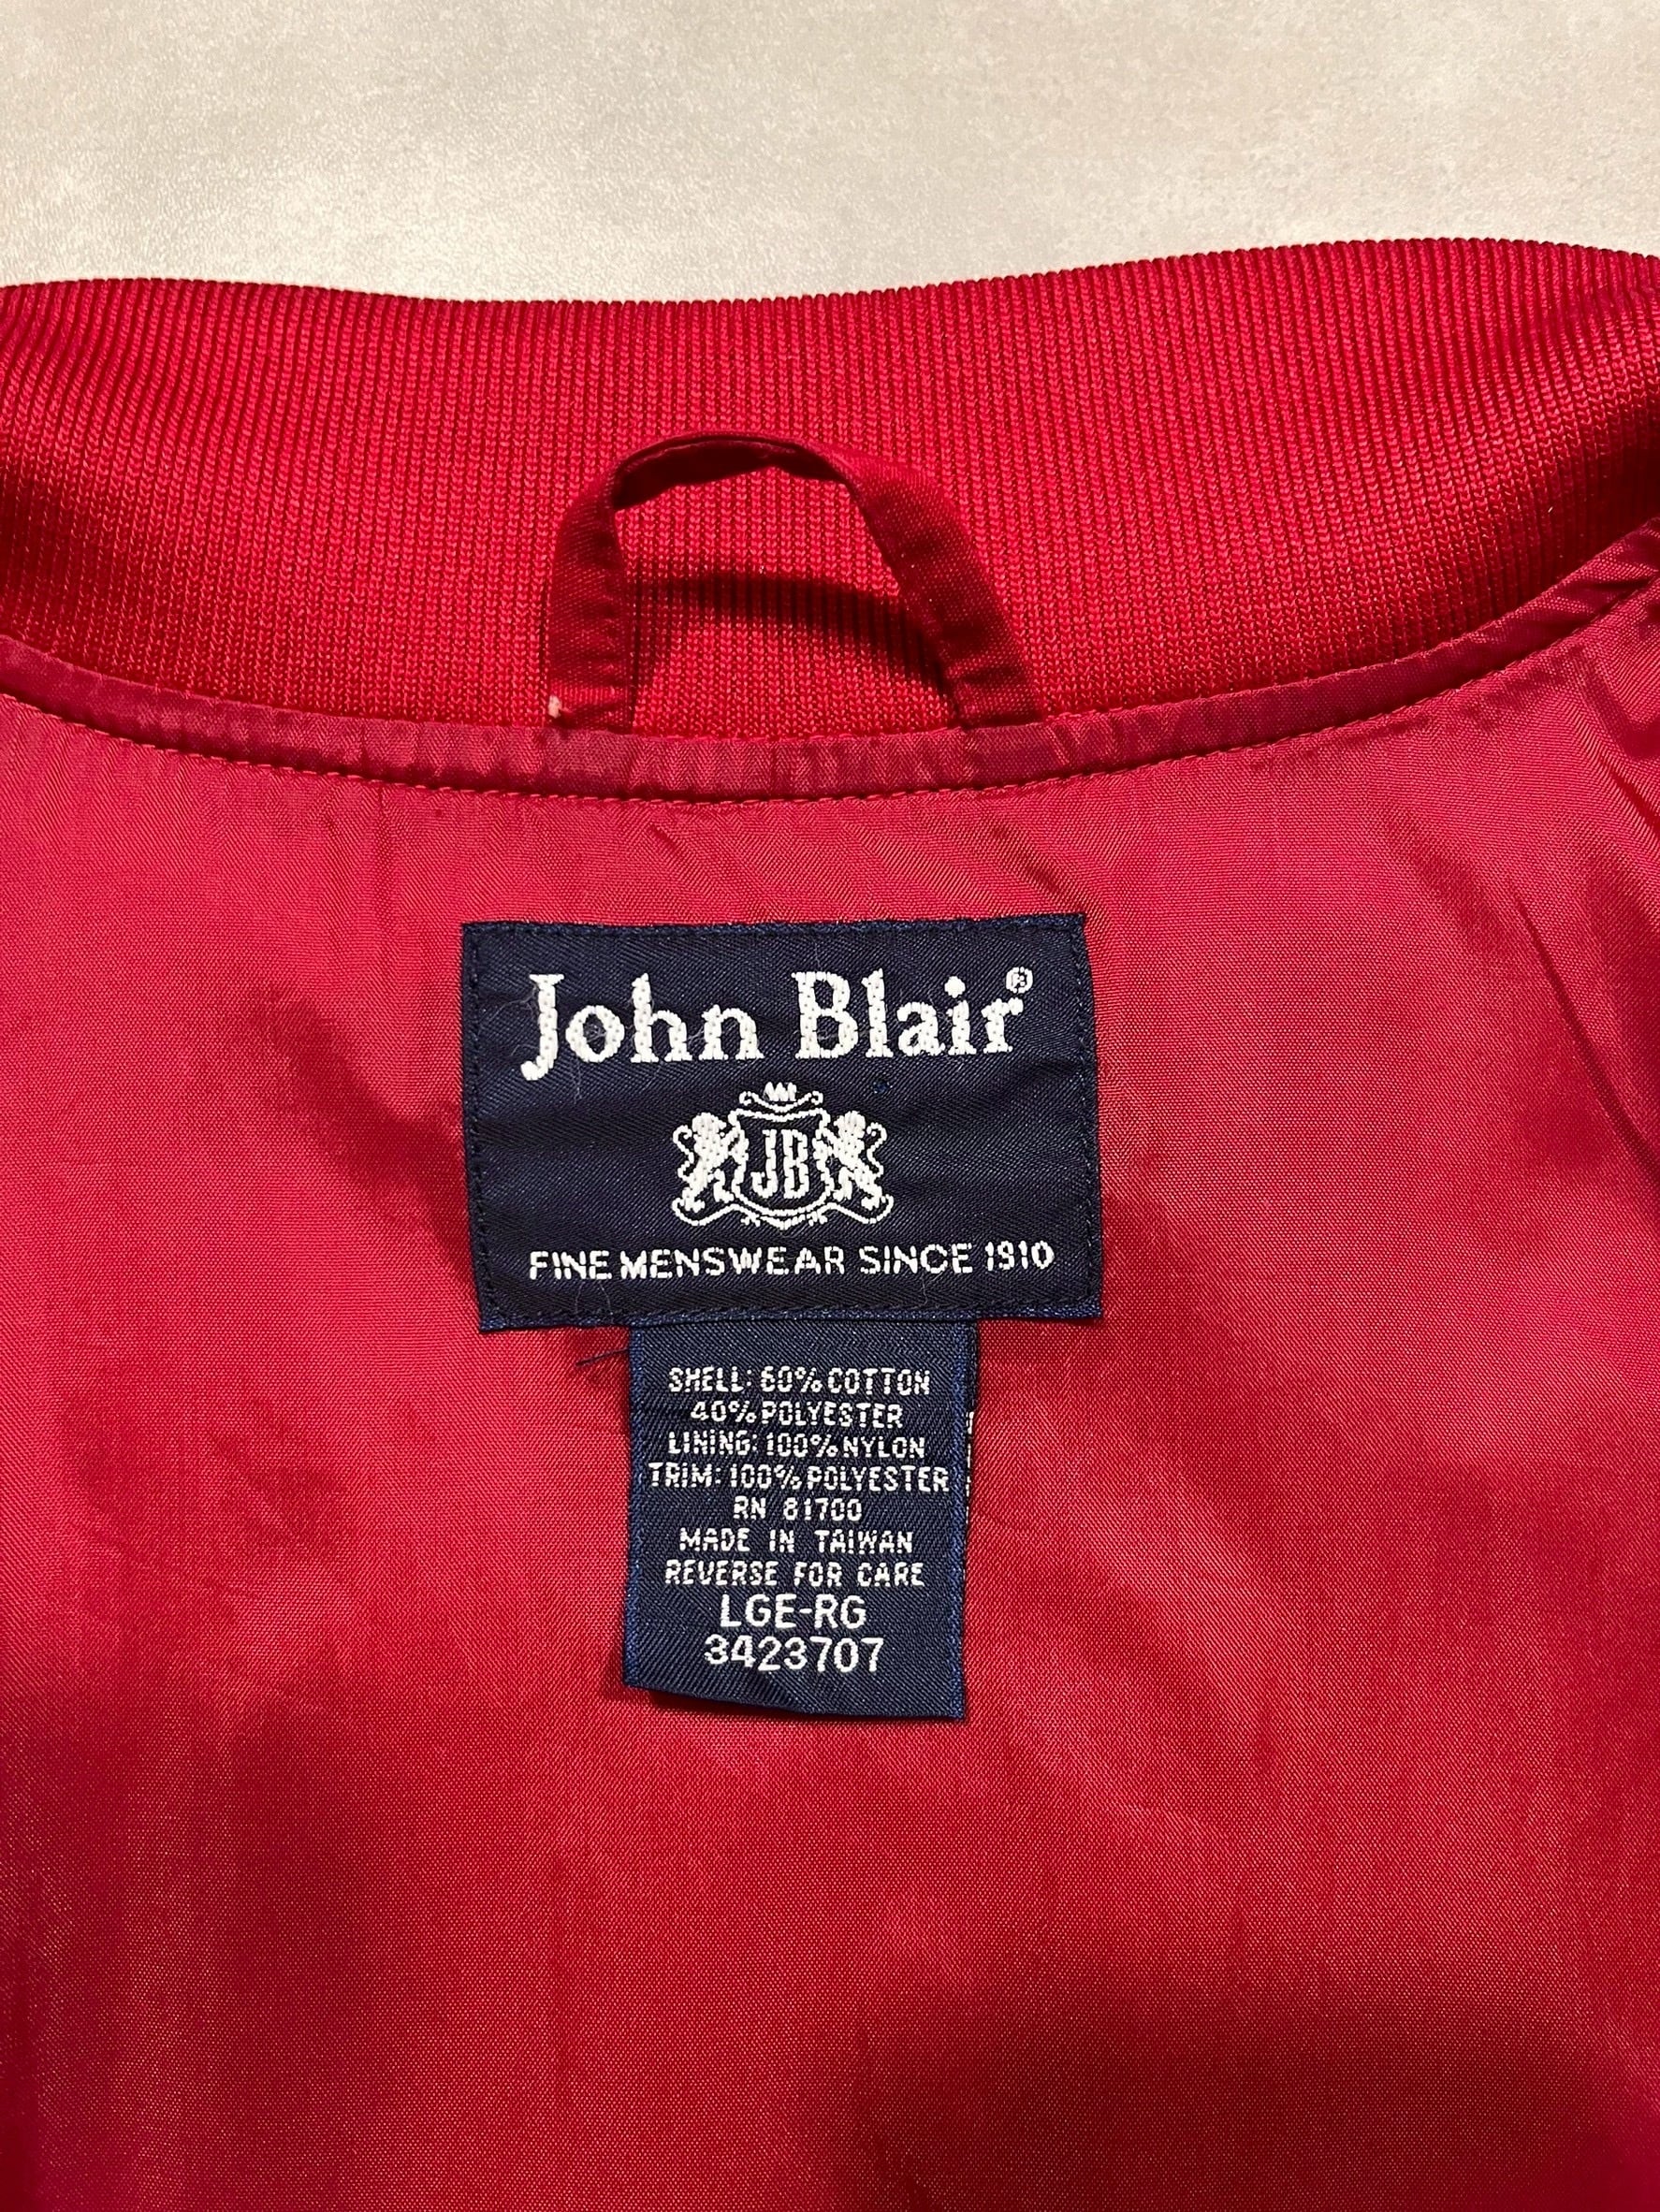 John Blair®
JB
FINE MENSWEAR SINCE 1910
SHELL: 60% COTTON
40% POLYESTER
LINING: 100% NYLON
TRIM: 100% POLYESTER
RN 81700
MADE IN TAIWAN
REVERSE FOR CARE
LGE-RG
3423707